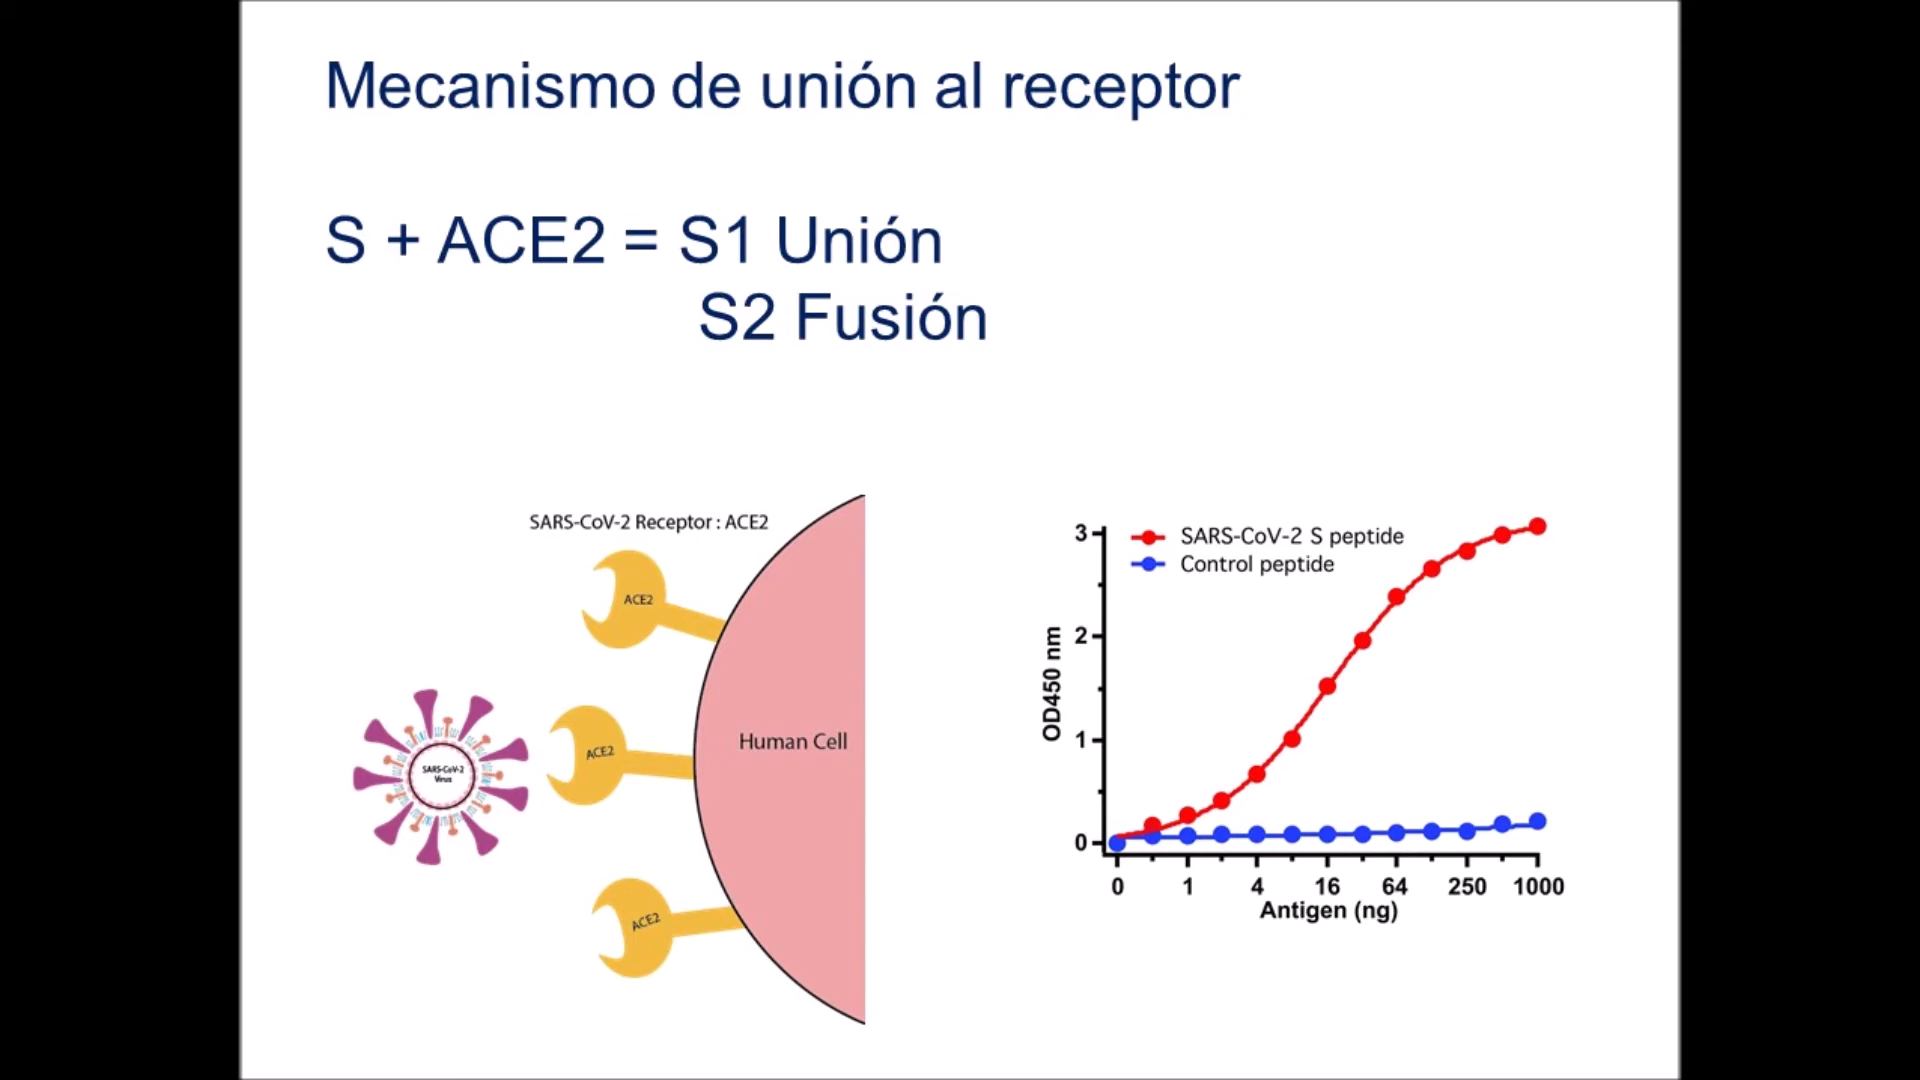 Mecanismo de unión al receptor
S + ACE2 = S1 Unión
S2 Fusión
SARS-CoV-2 Receptor : ACE2
ACE2
ACE2
ACE2
Human Cell
SARS-CoV-2
Virus
SARS-CoV-2 S peptide
Control peptide
OD450 nm
3
2
1
0
0 1 4 16 64 250 1000
Antigen (ng)